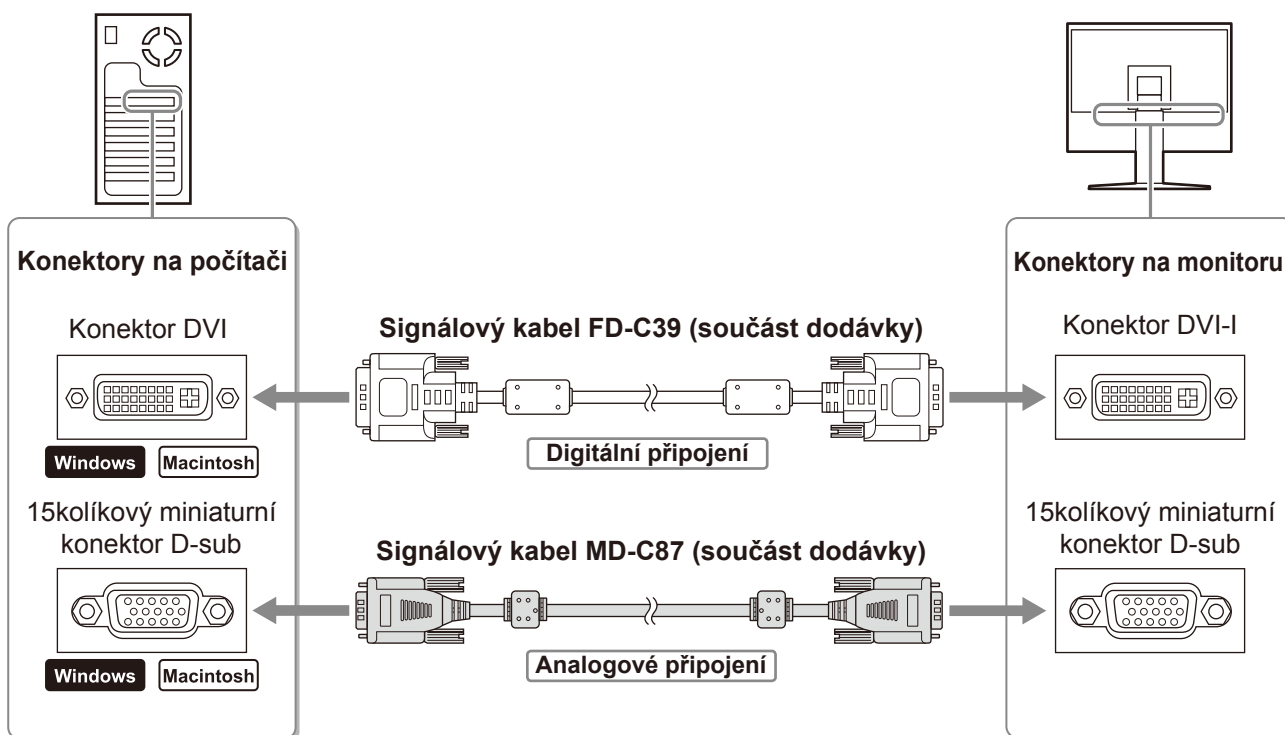 Konektory na počítači
Konektor DVI
Windows
Macintosh
15kolíkový miniaturní
konektor D-sub
Windows
Macintosh
Signálový kabel FD-C39 (součást dodávky)
Digitální připojení
Signálový kabel MD-C87 (součást dodávky)
Analogové připojení
Konektory na monitoru
Konektor DVI-I
15kolíkový miniaturní
konektor D-sub